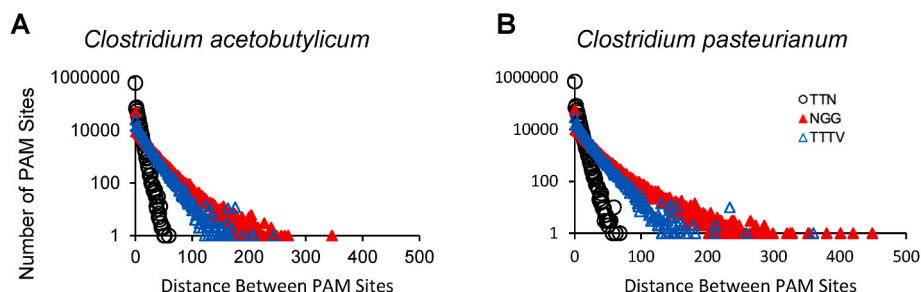 A
Clostridium acetobutylicum
Number of PAM Sites
1000000
10000
100
1
0 100 200 300 400 500
Distance Between PAM Sites
B
Clostridium pasteurianum
1000000
10000
100
1
TTN
NGG
TTTV
0 100 200 300 400 500
Distance Between PAM Sites